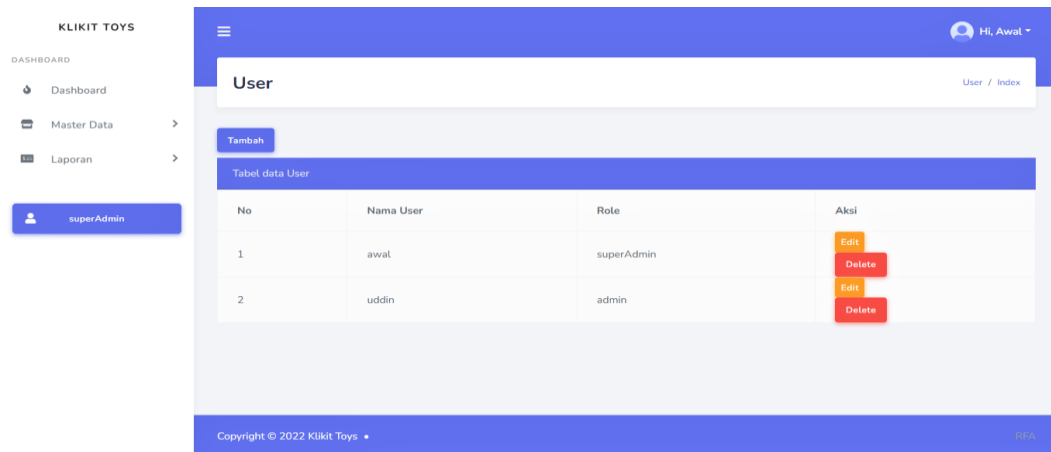 KLIKIT TOYS
DASHBOARD
Dashboard
Master Data
Laporan
superAdmin
Hi, Awal
User
User / Index
Tambah
Tabel data User
No Nama User Role Aksi
1 awal superAdmin Edit
Delete
2 uddin admin Edit
Delete
Copyright © 2022 Klikit Toys •
RFA